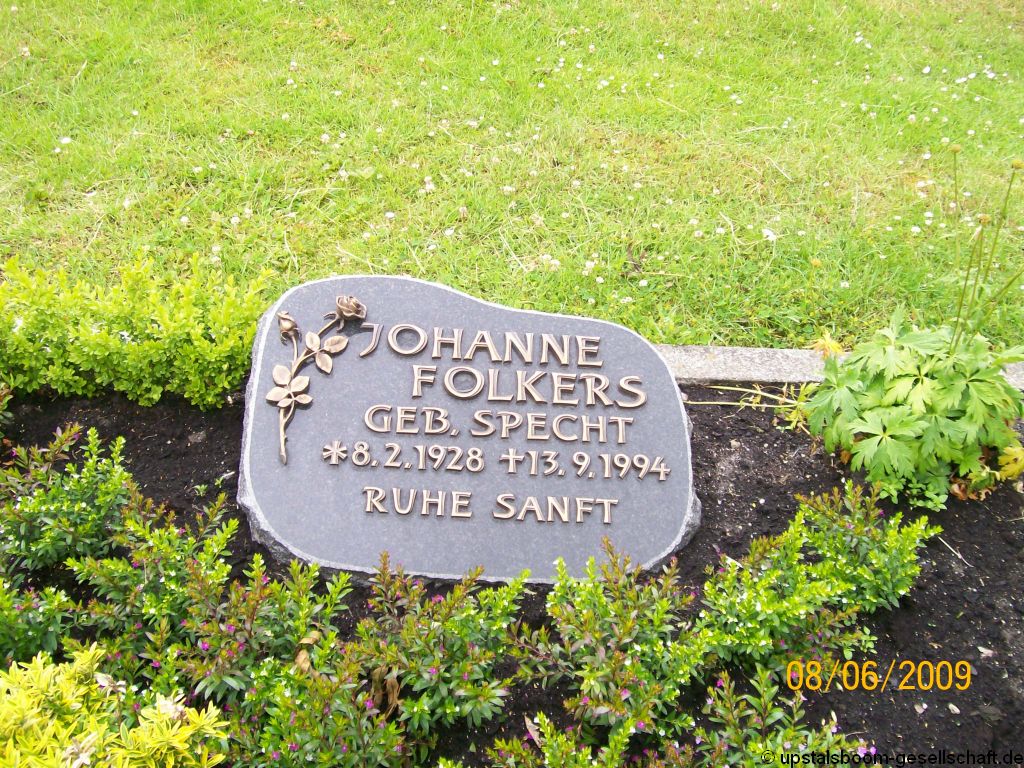 JOHANNE
FOLKERS
GEB. SPECHT
*8.2.1928 †13.9.1994
RUHE SANFT
08/06/2009
© upstalsboom-gesellschaft.de